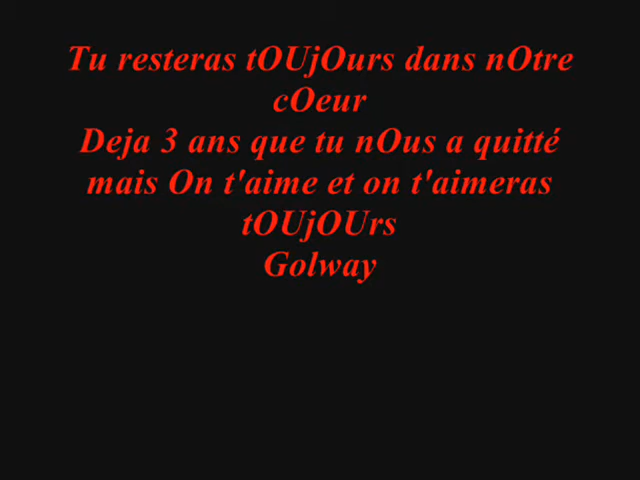 Tu resteras tOUjOurs dans nOtre
cOeur
Deja 3 ans que tu nOus a quitté
mais On t'aime et on t'aimeras
tOUjOUrs
Golway